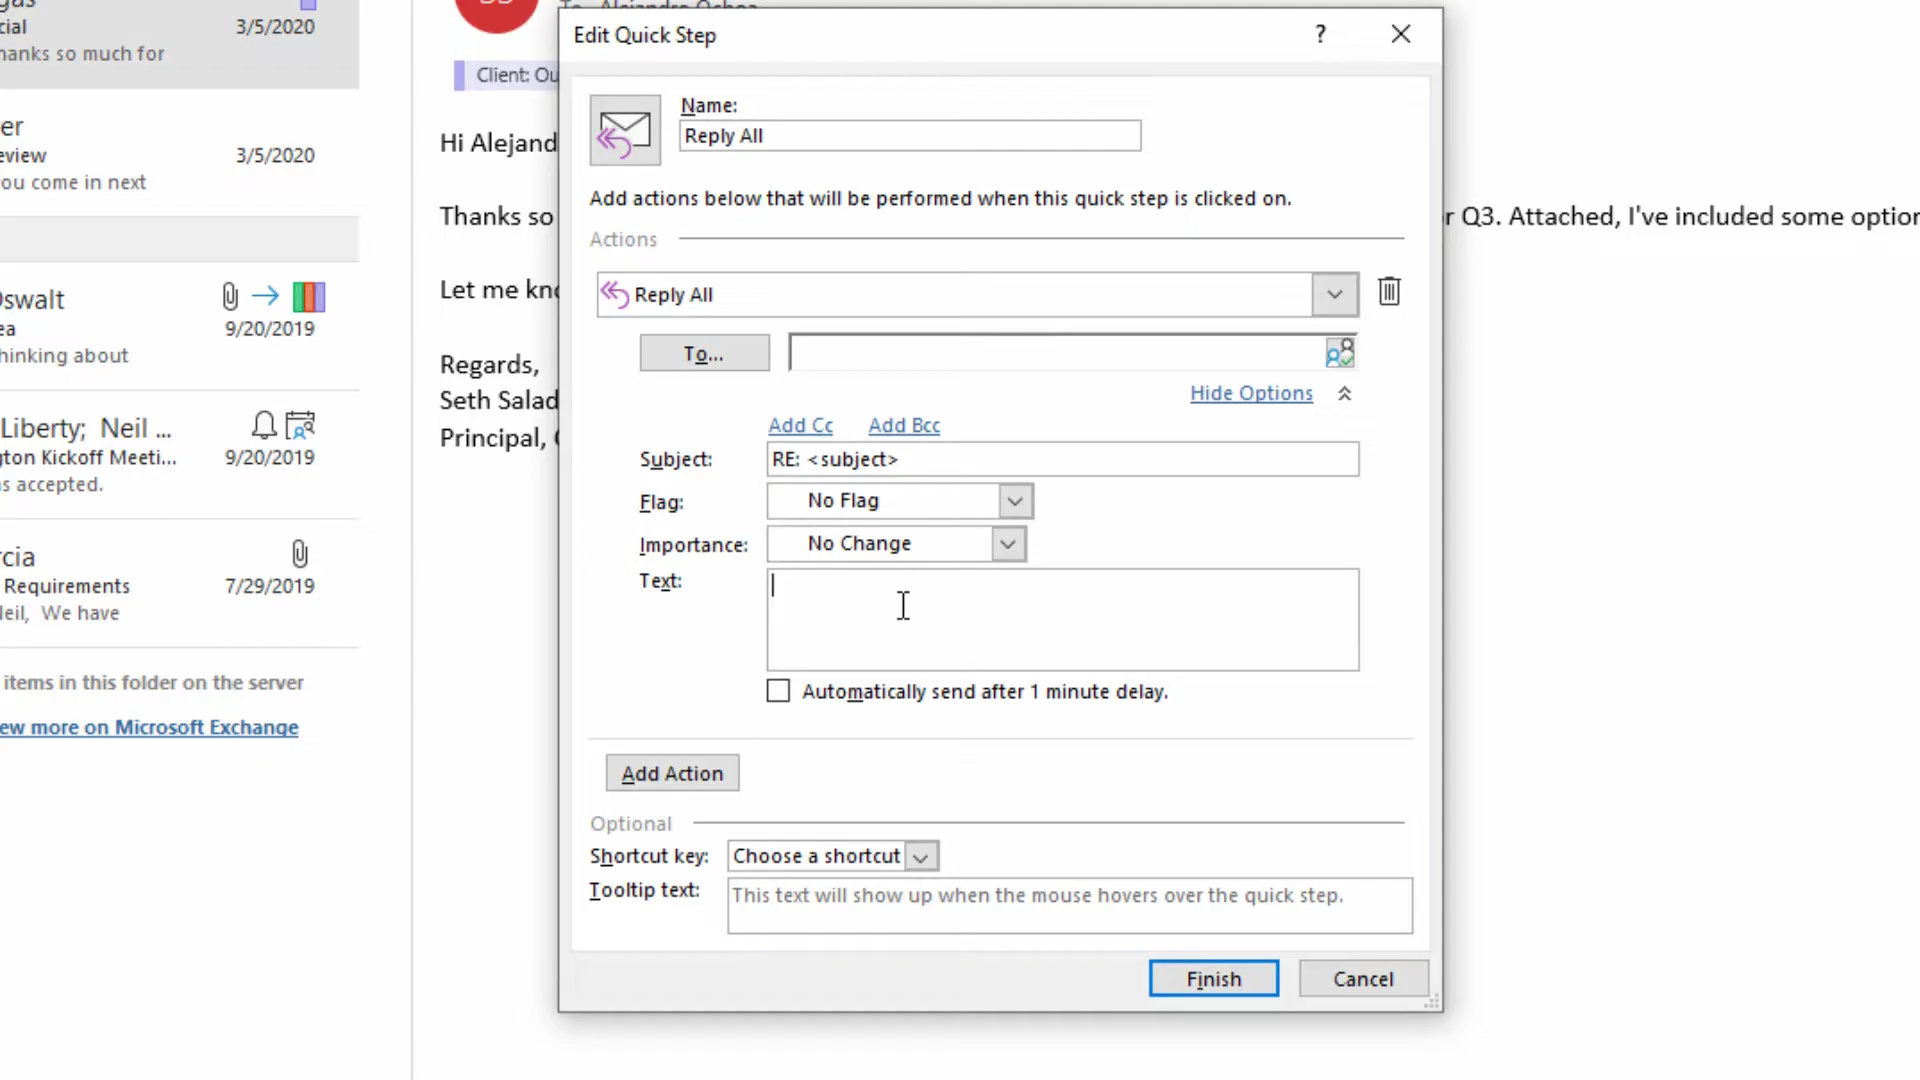 cial
3/5/2020
hanks so much for
er
eview
3/5/2020
ou come in next
Oswalt
ea
9/20/2019
hinking about
Liberty; Neil ...
gton Kickoff Meeti...
9/20/2019
s accepted.
rcia
Requirements
7/29/2019
Neil, We have
items in this folder on the server
ew more on Microsoft Exchange
Client: Ou
Hi Alejand
Thanks so
r Q3. Attached, I've included some option
Let me kno
Regards,
Seth Salad
Principal,
Edit Quick Step
?
Name:
Reply All
Add actions below that will be performed when this quick step is clicked on.
Actions
Reply All
To...
Hide Options
Add Cc
Add Bcc
Subject:
RE: <subject>
Flag:
No Flag
Importance:
No Change
Text:
Automatically send after 1 minute delay.
Add Action
Optional
Shortcut key:
Choose a shortcut
Tooltip text:
This text will show up when the mouse hovers over the quick step.
Finish
Cancel